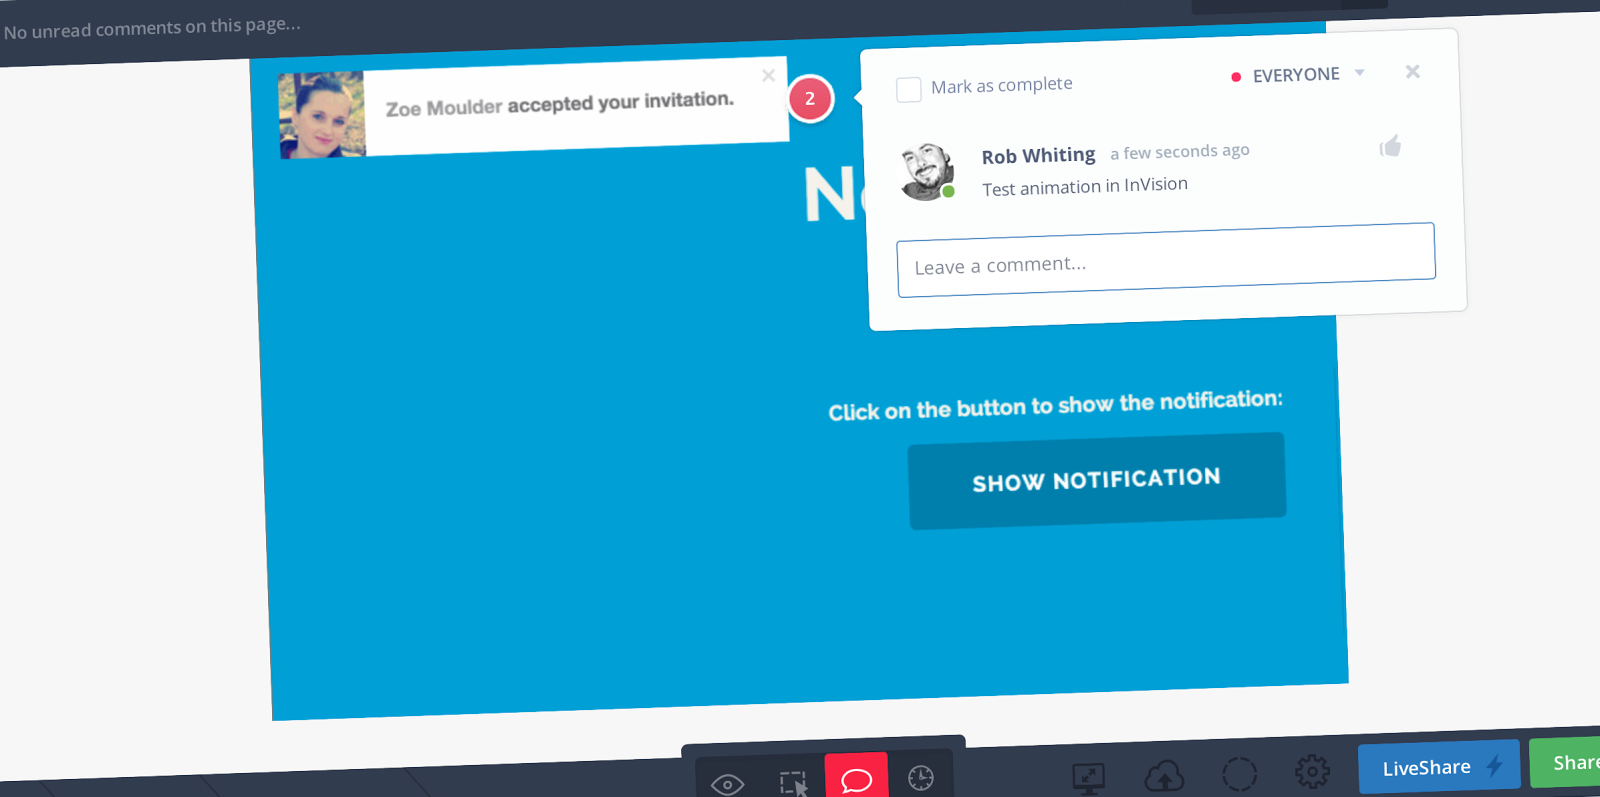 No unread comments on this page...
Zoe Moulder accepted your invitation.
2
Mark as complete
EVERYONE
Rob Whiting a few seconds ago
Test animation in InVision
Leave a comment...
Click on the button to show the notification:
SHOW NOTIFICATION
LiveShare
Share